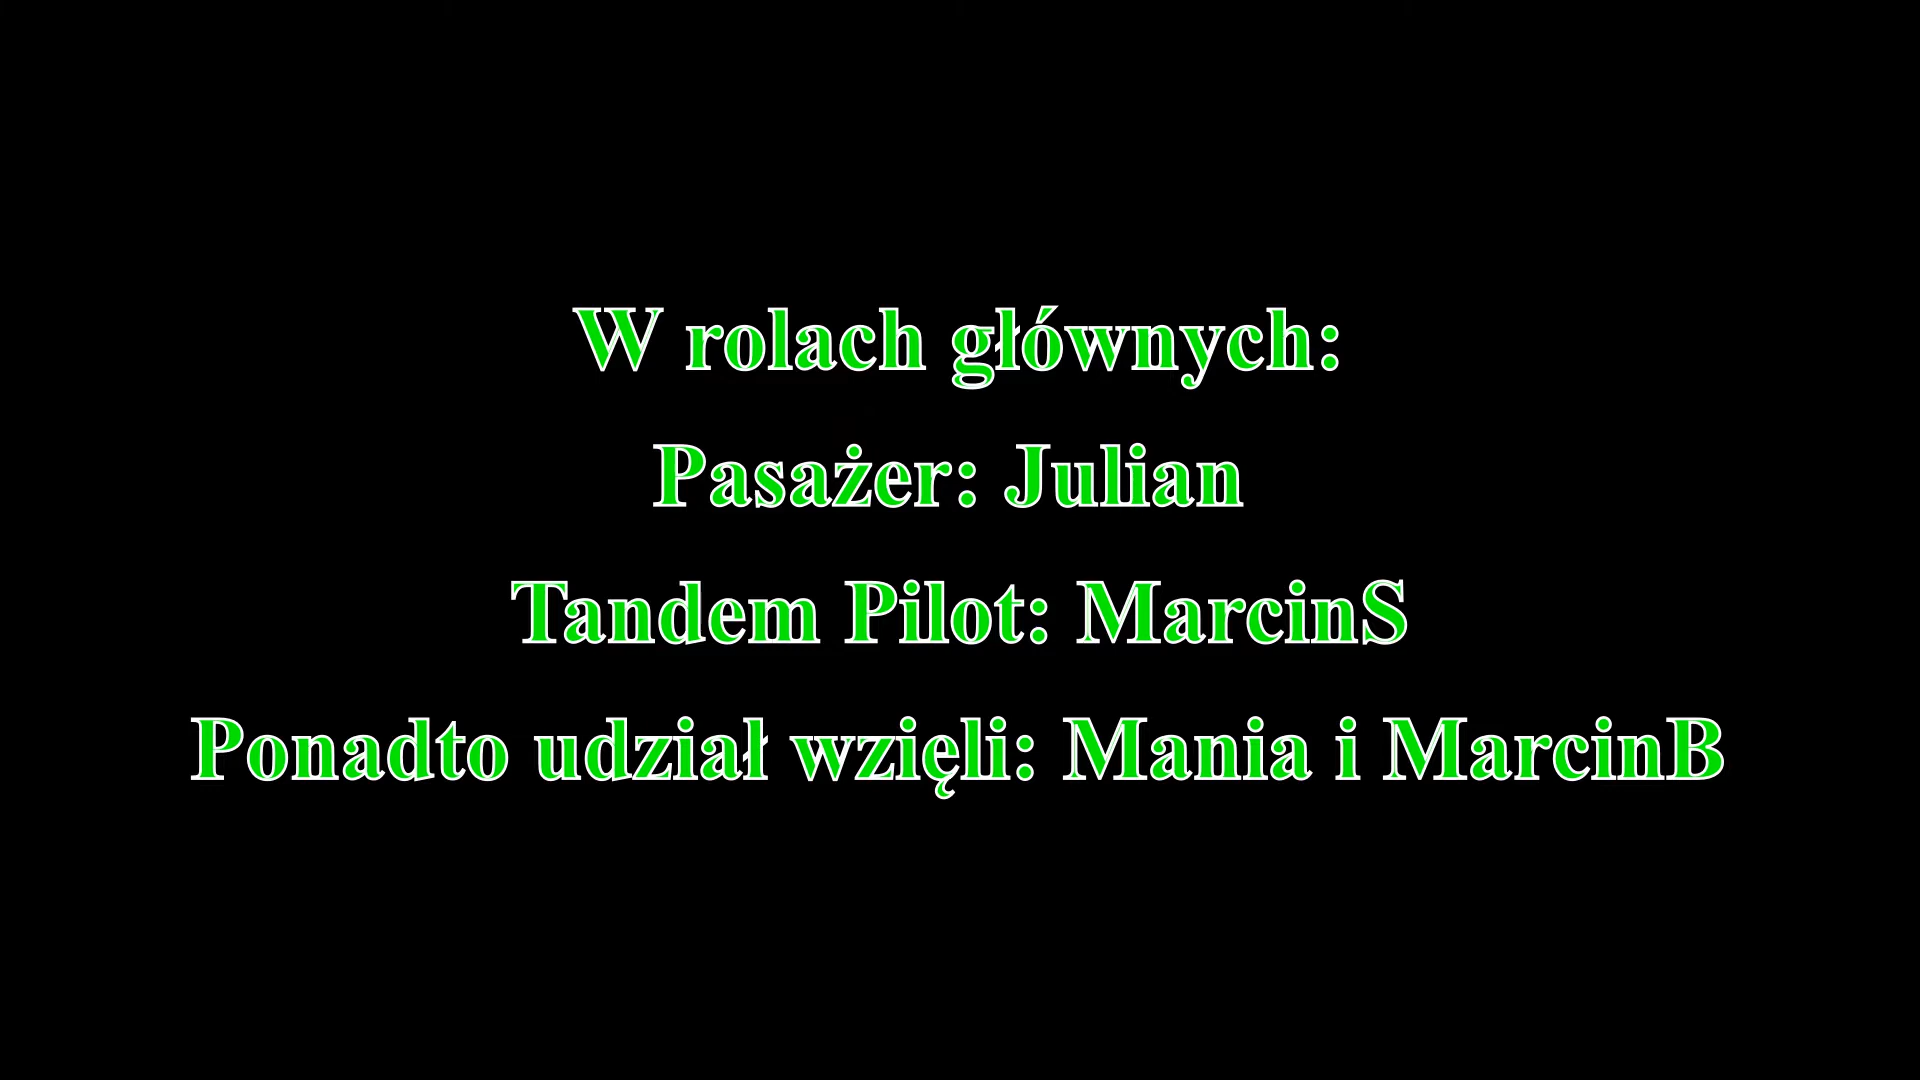 W rolach głównych:
Pasażer: Julian
Tandem Pilot: MarcinS
Ponadto udział wzięli: Mania i MarcinB